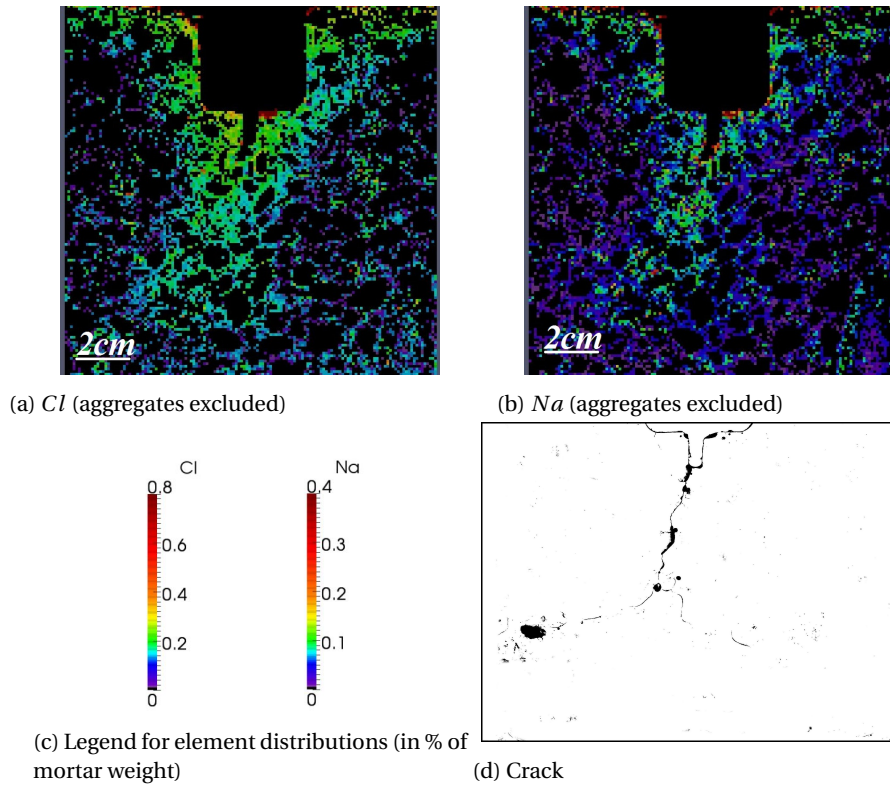 2cm
2cm
(a) Cl (aggregates excluded)
(b) Na (aggregates excluded)
Cl
Na
0.8
0.4
0.6
0.3
0.4
0.2
0.2
0.1
0
0
(c) Legend for element distributions (in % of
mortar weight)
(d) Crack